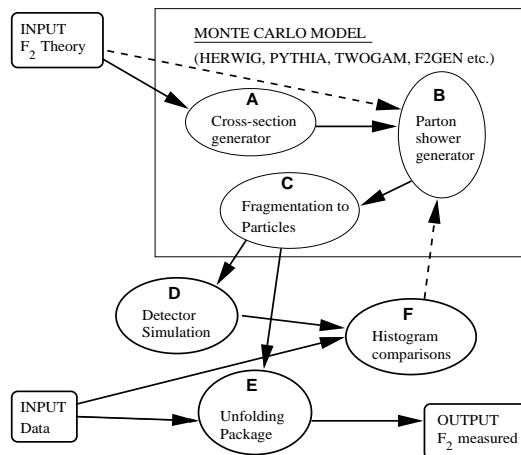 INPUT
F2 Theory
MONTE CARLO MODEL
(HERWIG, PYTHIA, TWOGAM, F2GEN etc.)
A
Cross-section
generator
B
Parton
shower
generator
C
Fragmentation to
Particles
D
Detector
Simulation
F
Histogram
comparisons
INPUT
Data
E
Unfolding
Package
OUTPUT
F2 measured